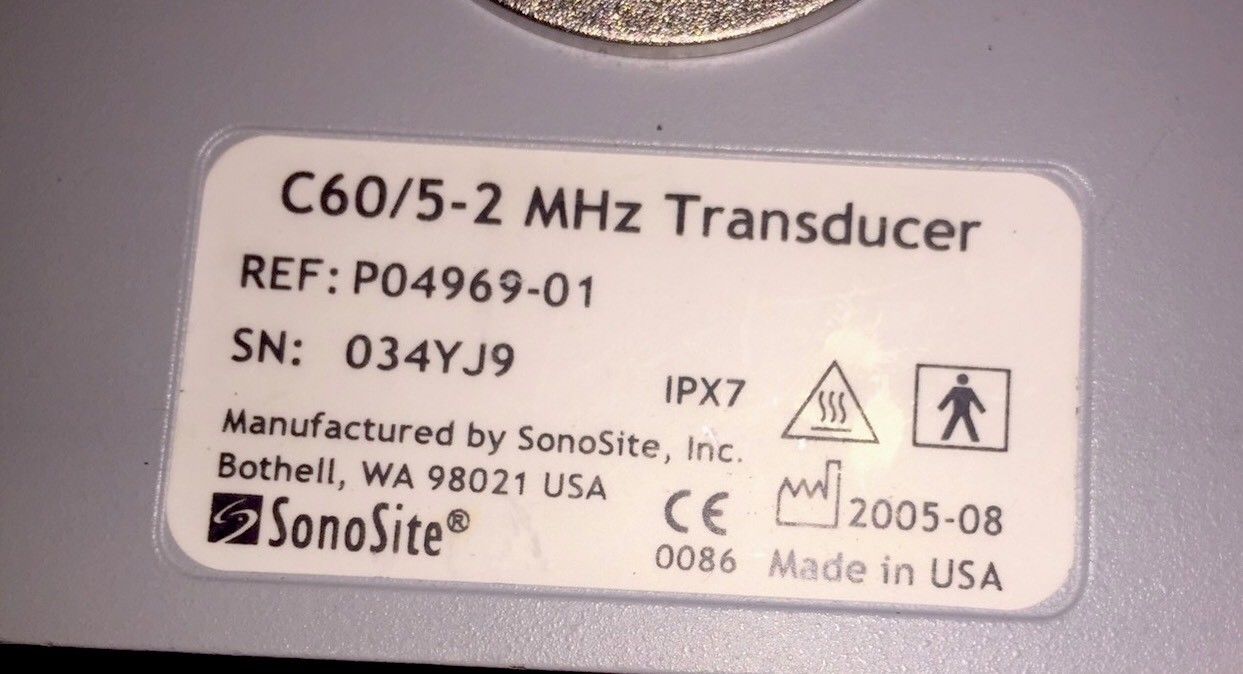 C60/5-2 MHz Transducer
REF: P04969-01
SN: 034YJ9
IPX7
Manufactured by SonoSite, Inc.
Bothell, WA 98021 USA
SonoSite®
CE
0086
2005-08
Made in USA